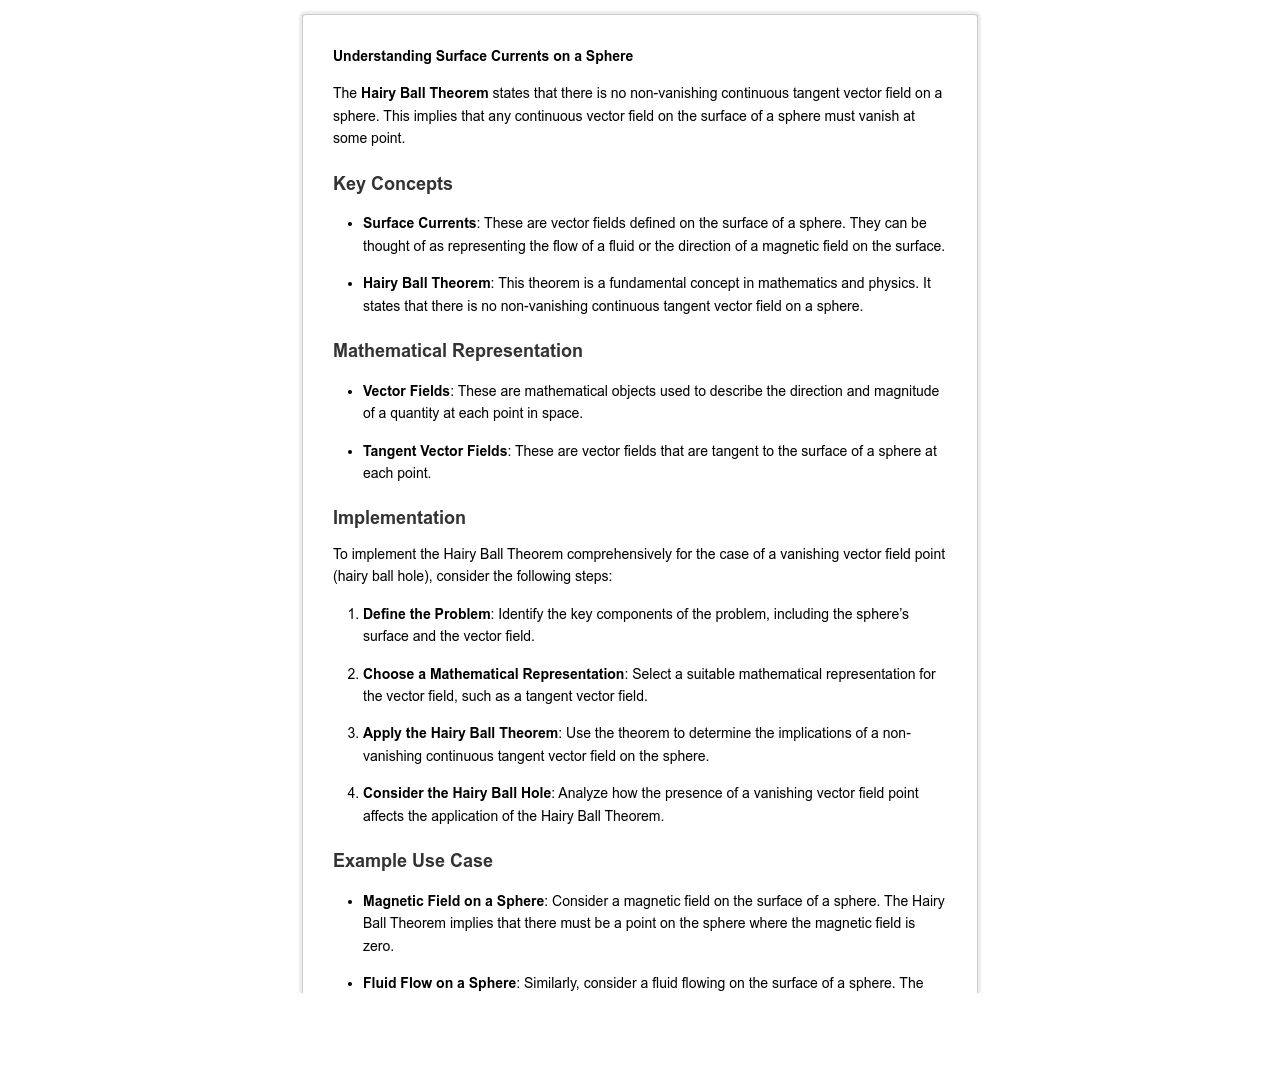 Understanding Surface Currents on a Sphere
The Hairy Ball Theorem states that there is no non-vanishing continuous tangent vector field on a
sphere. This implies that any continuous vector field on the surface of a sphere must vanish at
some point.
Key Concepts
• Surface Currents: These are vector fields defined on the surface of a sphere. They can be
thought of as representing the flow of a fluid or the direction of a magnetic field on the surface.
• Hairy Ball Theorem: This theorem is a fundamental concept in mathematics and physics. It
states that there is no non-vanishing continuous tangent vector field on a sphere.
Mathematical Representation
• Vector Fields: These are mathematical objects used to describe the direction and magnitude
of a quantity at each point in space.
• Tangent Vector Fields: These are vector fields that are tangent to the surface of a sphere at
each point.
Implementation
To implement the Hairy Ball Theorem comprehensively for the case of a vanishing vector field point
(hairy ball hole), consider the following steps:
1. Define the Problem: Identify the key components of the problem, including the sphere's
surface and the vector field.
2. Choose a Mathematical Representation: Select a suitable mathematical representation for
the vector field, such as a tangent vector field.
3. Apply the Hairy Ball Theorem: Use the theorem to determine the implications of a non-
vanishing continuous tangent vector field on the sphere.
4. Consider the Hairy Ball Hole: Analyze how the presence of a vanishing vector field point
affects the application of the Hairy Ball Theorem.
Example Use Case
• Magnetic Field on a Sphere: Consider a magnetic field on the surface of a sphere. The Hairy
Ball Theorem implies that there must be a point on the sphere where the magnetic field is
zero.
• Fluid Flow on a Sphere: Similarly, consider a fluid flowing on the surface of a sphere. The